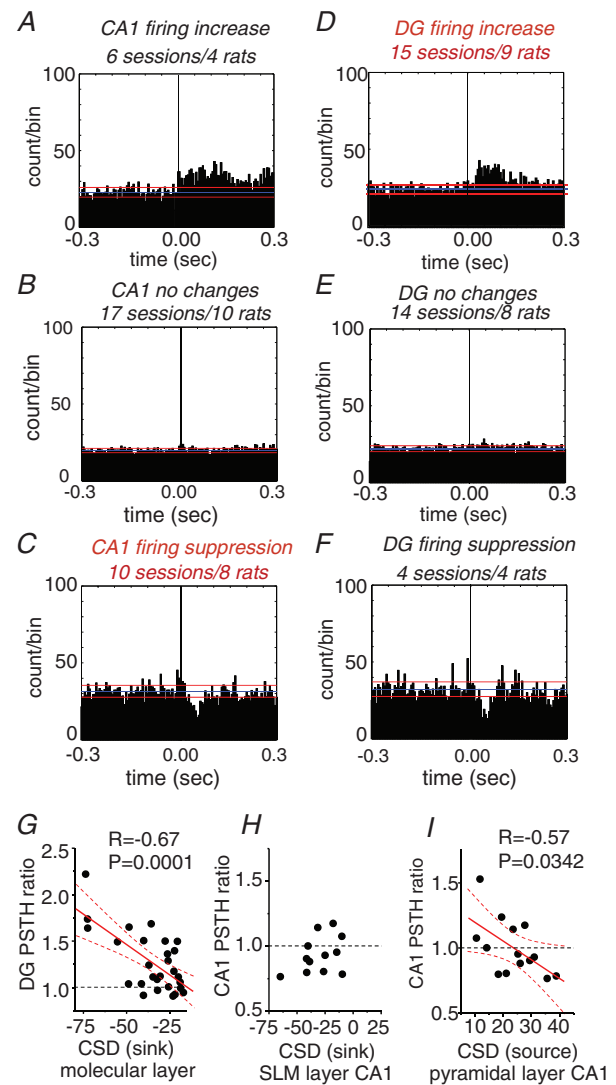 A
CA1 firing increase
6 sessions/4 rats
100
50
0
count/bin
-0.3
0.00
0.3
time (sec)
D
DG firing increase
15 sessions/9 rats
100
50
0
count/bin
-0.3
0.00
0.3
time (sec)
B
CA1 no changes
17 sessions/10 rats
100
50
0
count/bin
-0.3
0.00
0.3
time (sec)
E
DG no changes
14 sessions/8 rats
100
50
0
count/bin
-0.3
0.00
0.3
time (sec)
C
CA1 firing suppression
10 sessions/8 rats
100
50
0
count/bin
-0.3
0.00
0.3
time (sec)
F
DG firing suppression
4 sessions/4 rats
100
50
0
count/bin
-0.3
0.00
0.3
time (sec)
G
R=-0.67
P=0.0001
2.5
2.0
1.5
1.0
DG PSTH ratio
-75
-50
-25
CSD (sink)
molecular layer
H
1.5
1.0
0.5
CA1 PSTH ratio
-75
-50
-25
0
25
CSD (sink)
SLM layer CA1
I
R=-0.57
P=0.0342
1.5
1.0
0.5
CA1 PSTH ratio
10
20
30
40
CSD (source)
pyramidal layer CA1